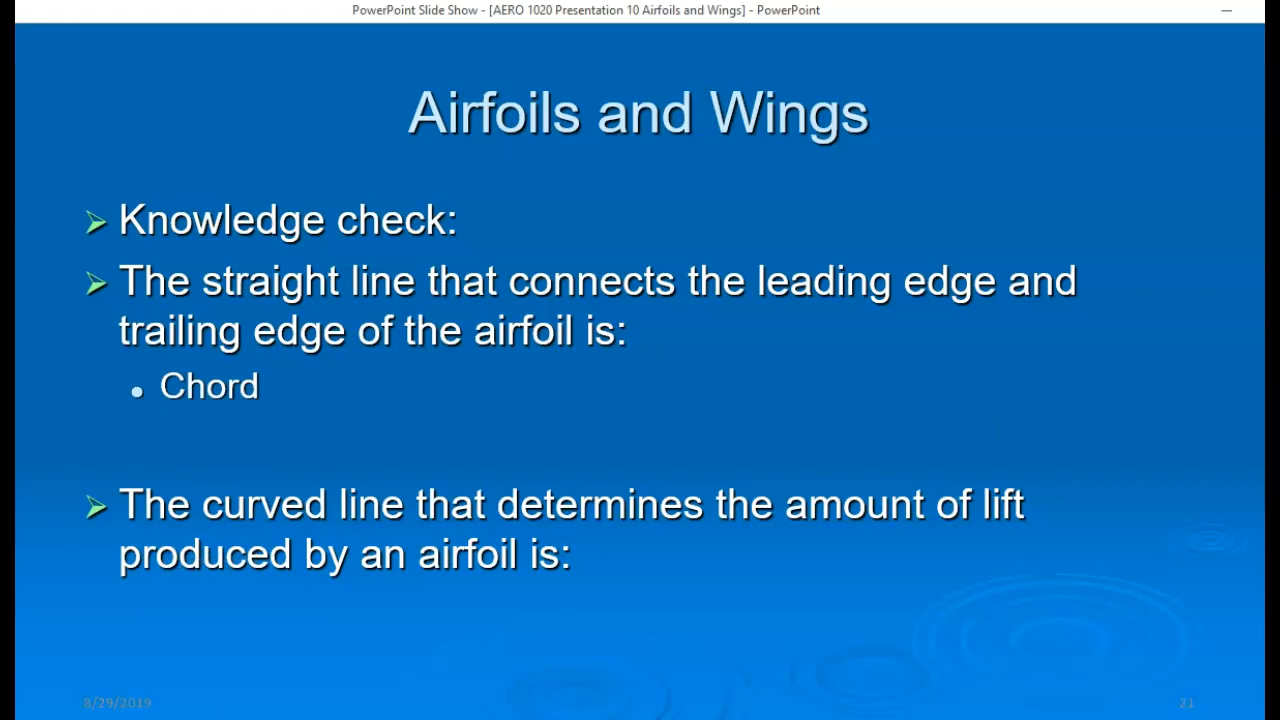 PowerPoint Slide Show - [AERO 1020 Presentation 10 Airfoils and Wings] - PowerPoint
Airfoils and Wings
Knowledge check:
The straight line that connects the leading edge and
trailing edge of the airfoil is:
Chord
The curved line that determines the amount of lift
produced by an airfoil is:
8/29/2019
21